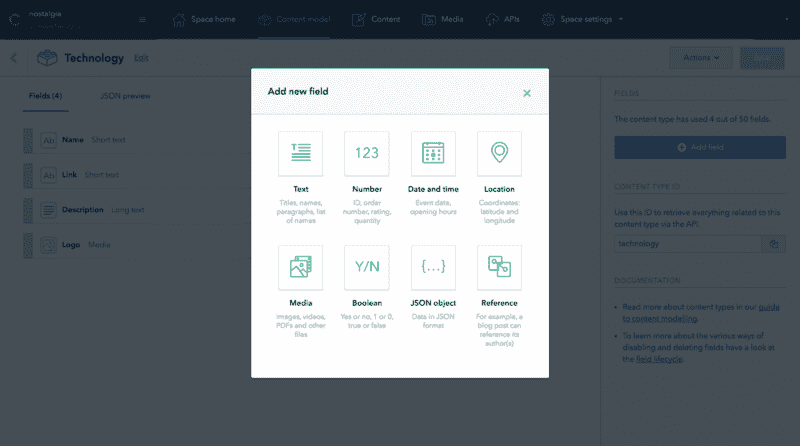 nostalgia
Space home
Content model
Content
Media
APIs
Space settings
Technology
Edit
Actions
Fields (4)
JSON preview
Ab
Name
Short text
Ab
Link
Short text
Description
Long text
Logo
Media
Add new field
Text
Titles, names,
paragraphs, list
of names
123
Number
ID, order
number, rating,
quantity
Date and time
Event date,
opening hours
Location
Coordinates:
latitude and
longitude
Media
Images, videos,
PDFs and other
files
Y/N
Boolean
Yes or no, 1 or 0,
true or false
{...}
JSON object
Data in JSON
format
Reference
For example, a
blog post can
reference its
author(s)
FIELDS
The content type has used 4 out of 50 fields.
Add field
CONTENT TYPE ID
Use this ID to retrieve everything related to this
content type via the API.
technology
DOCUMENTATION
Read more about content types in our guide
to content modelling.
To learn more about the various ways of
disabling and deleting fields have a look at
the field lifecycle.